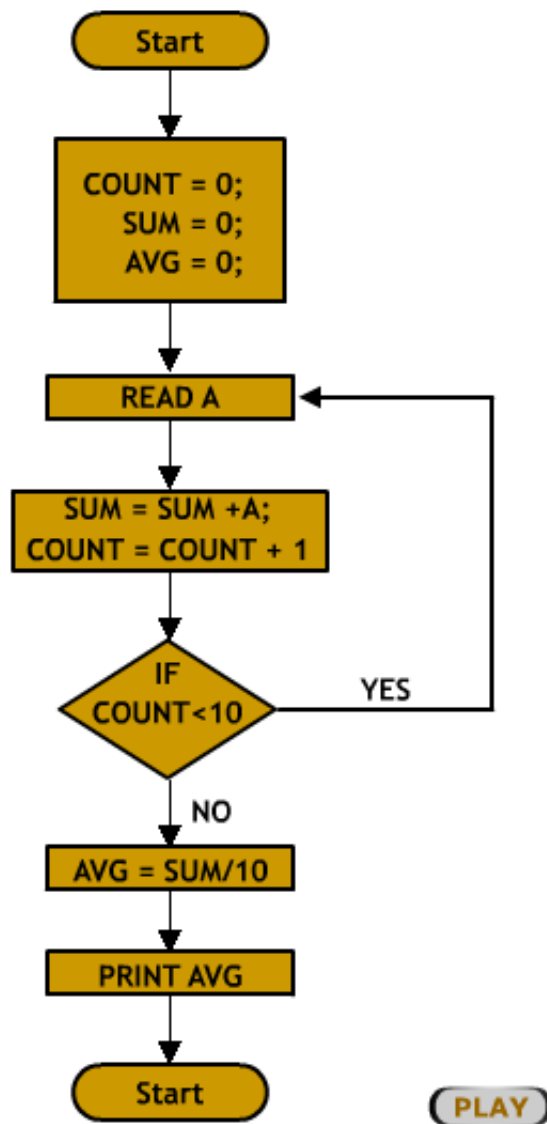 Start
COUNT = 0;
SUM = 0;
AVG = 0;
READ A
SUM = SUM +A;
COUNT = COUNT + 1
IF
COUNT<10
YES
NO
AVG = SUM/10
PRINT AVG
Start
PLAY